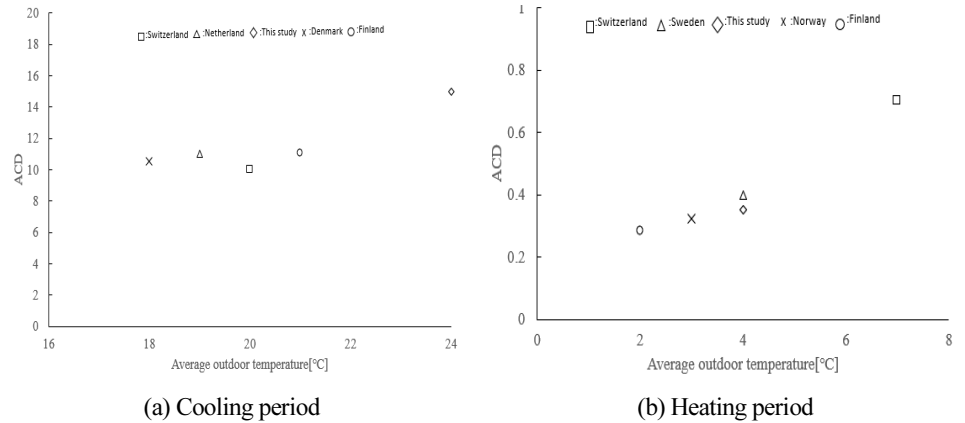 20
18
16
14
12
10
8
6
4
2
0
ACD
□:Switzerland △:Netherland ◇:This study ×:Denmark ○:Finland
16 18 20 22 24
Average outdoor temperature[°C]
(a) Cooling period
1
0.8
0.6
0.4
0.2
0
ACD
□:Switzerland △:Sweden ◇:This study ×:Norway ○:Finland
0 2 4 6 8
Average outdoor temperature[°C]
(b) Heating period